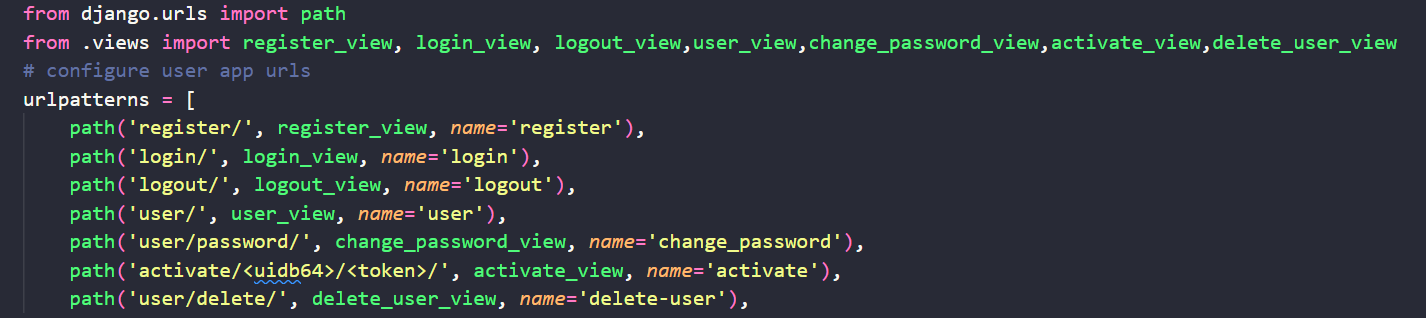 from django.urls import path
from .views import register_view, login_view, logout_view,user_view,change_password_view,activate_view,delete_user_view
# configure user app urls
urlpatterns = [
    path('register/', register_view, name='register'),
    path('login/', login_view, name='login'),
    path('logout/', logout_view, name='logout'),
    path('user/', user_view, name='user'),
    path('user/password/', change_password_view, name='change_password'),
    path('activate/<uidb64>/<token>/', activate_view, name='activate'),
    path('user/delete/', delete_user_view, name='delete-user'),